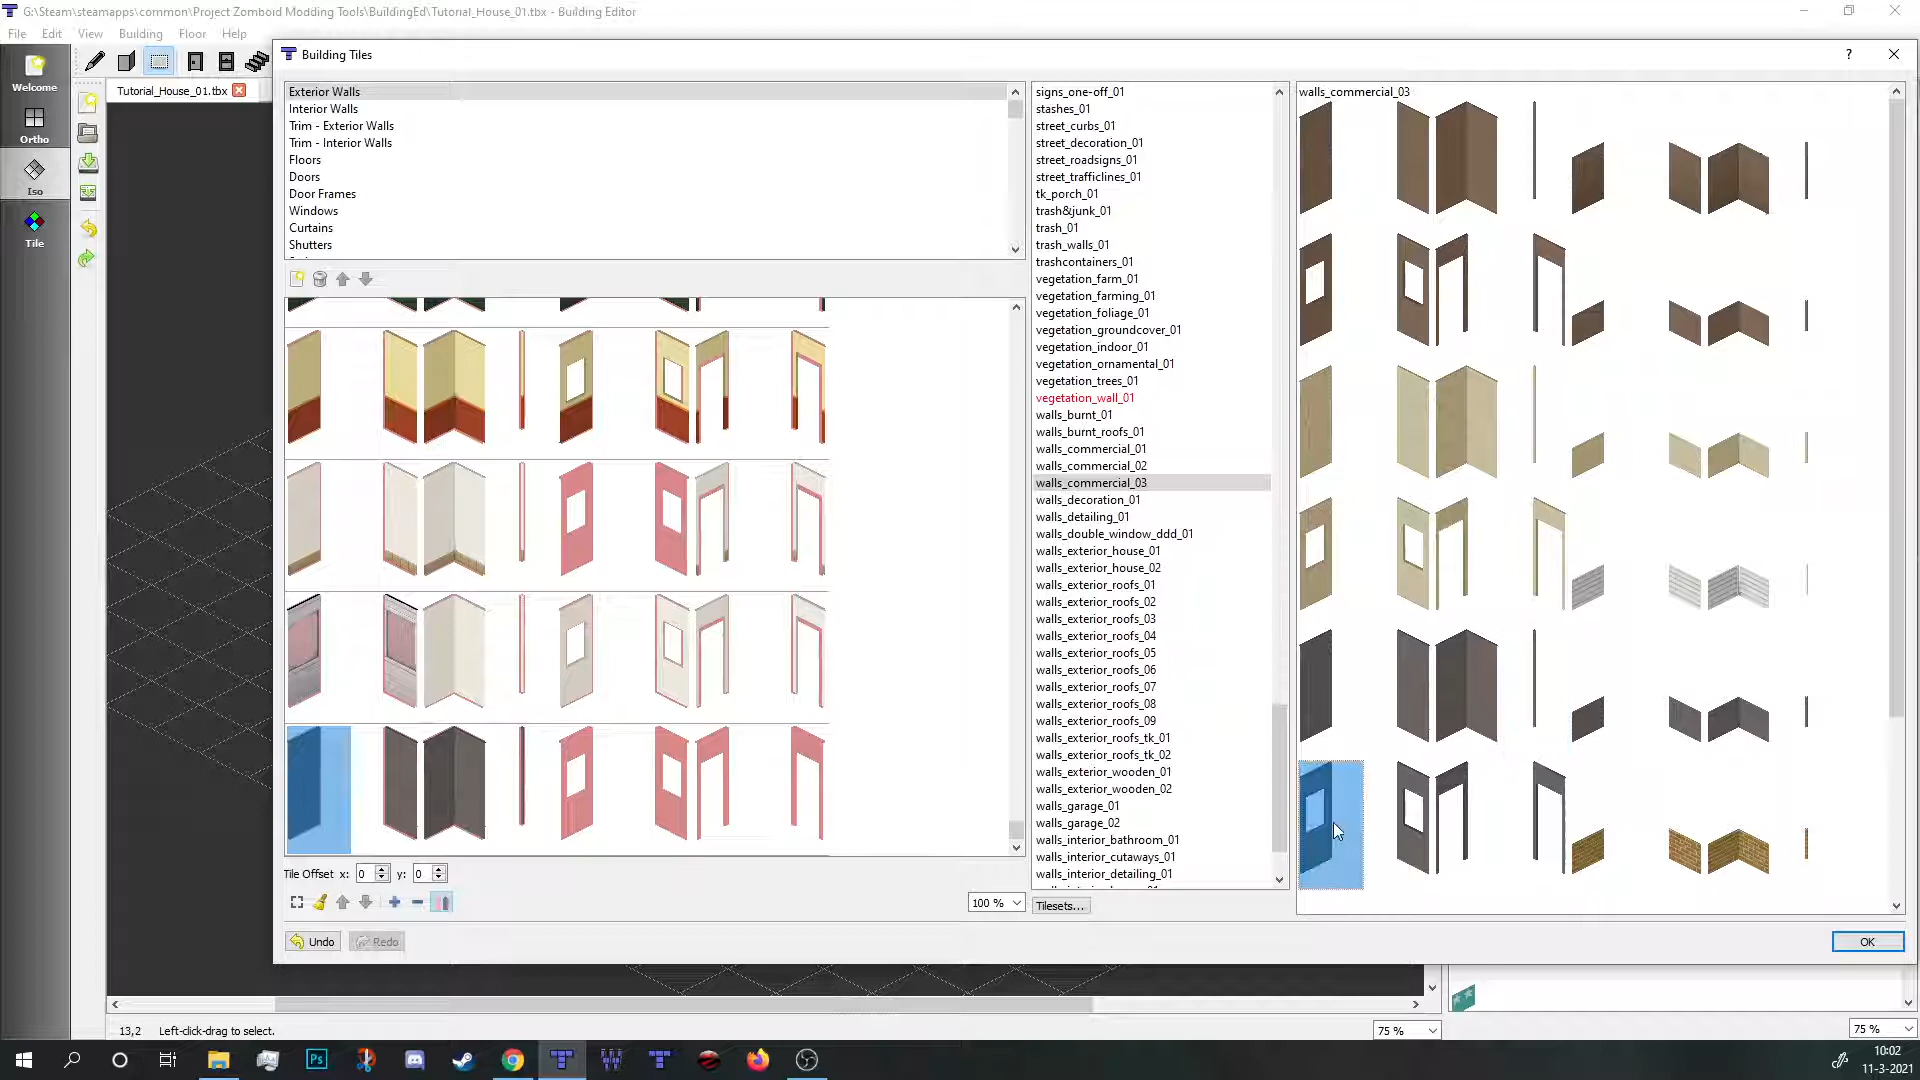 G:\Steam\steamapps\common\Project Zomboid Modding Tools\BuildingEd\Tutorial_House_01.tbx - Building Editor
File Edit View Building Floor Help
Welcome
Ortho
Iso
Tile
Tutorial_House_01.tbx
Building Tiles
?
Exterior Walls
Interior Walls
Trim - Exterior Walls
Trim - Interior Walls
Floors
Doors
Door Frames
Windows
Curtains
Shutters
Tile Offset x: 0 y: 0
100 %
Undo
Redo
signs_one-off_01
stashes_01
street_curbs_01
street_decoration_01
street_roadsigns_01
street_trafficlines_01
tk_porch_01
trash&junk_01
trash_01
trash_walls_01
trashcontainers_01
vegetation_farm_01
vegetation_farming_01
vegetation_foliage_01
vegetation_groundcover_01
vegetation_indoor_01
vegetation_ornamental_01
vegetation_trees_01
vegetation_wall_01
walls_burnt_01
walls_burnt_roofs_01
walls_commercial_01
walls_commercial_02
walls_commercial_03
walls_decoration_01
walls_detailing_01
walls_double_window_ddd_01
walls_exterior_house_01
walls_exterior_house_02
walls_exterior_roofs_01
walls_exterior_roofs_02
walls_exterior_roofs_03
walls_exterior_roofs_04
walls_exterior_roofs_05
walls_exterior_roofs_06
walls_exterior_roofs_07
walls_exterior_roofs_08
walls_exterior_roofs_09
walls_exterior_roofs_tk_01
walls_exterior_roofs_tk_02
walls_exterior_wooden_01
walls_exterior_wooden_02
walls_garage_01
walls_garage_02
walls_interior_bathroom_01
walls_interior_cutaways_01
walls_interior_detailing_01
Tilesets...
walls_commercial_03
OK
13,2 Left-click-drag to select.
75 %
75 %
Ps
10:02
11-3-2021